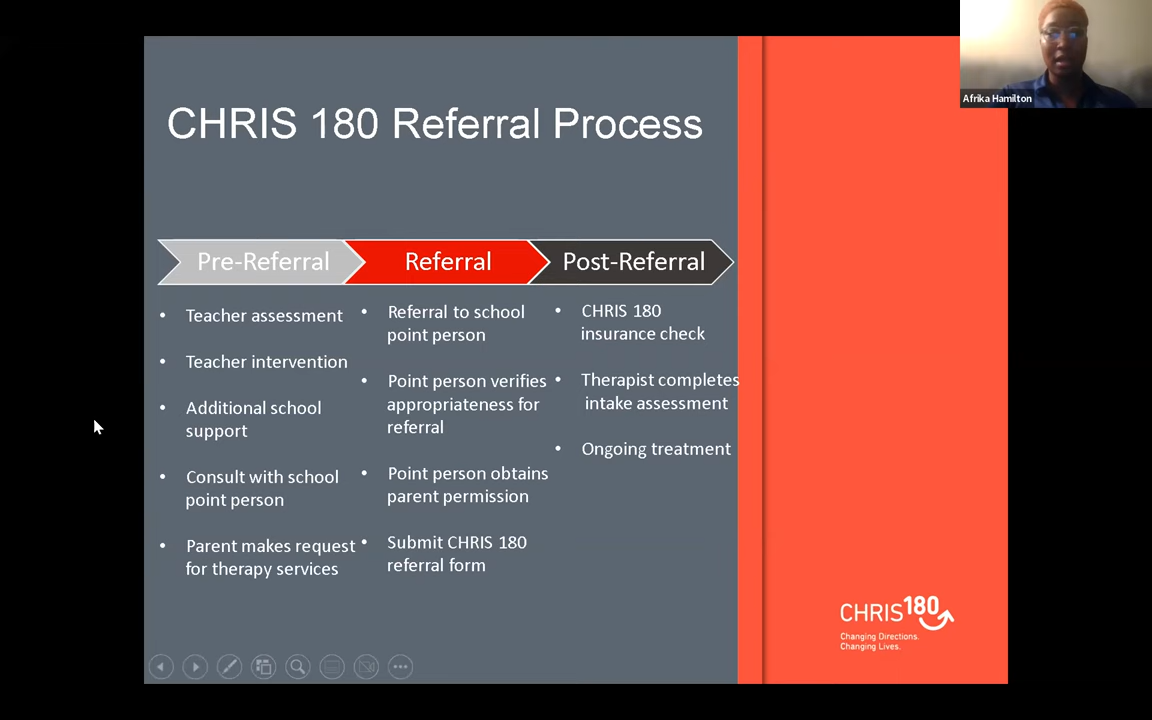 Afrika Hamilton
CHRIS 180 Referral Process
Pre-Referral
Teacher assessment
Teacher intervention
Additional school
support
Consult with school
point person
Parent makes request
for therapy services
Referral
Referral to school
point person
Point person verifies
appropriateness for
referral
Point person obtains
parent permission
Submit CHRIS 180
referral form
Post-Referral
CHRIS 180
insurance check
Therapist completes
intake assessment
Ongoing treatment
CHRIS180
Changing Directions.
Changing Lives.